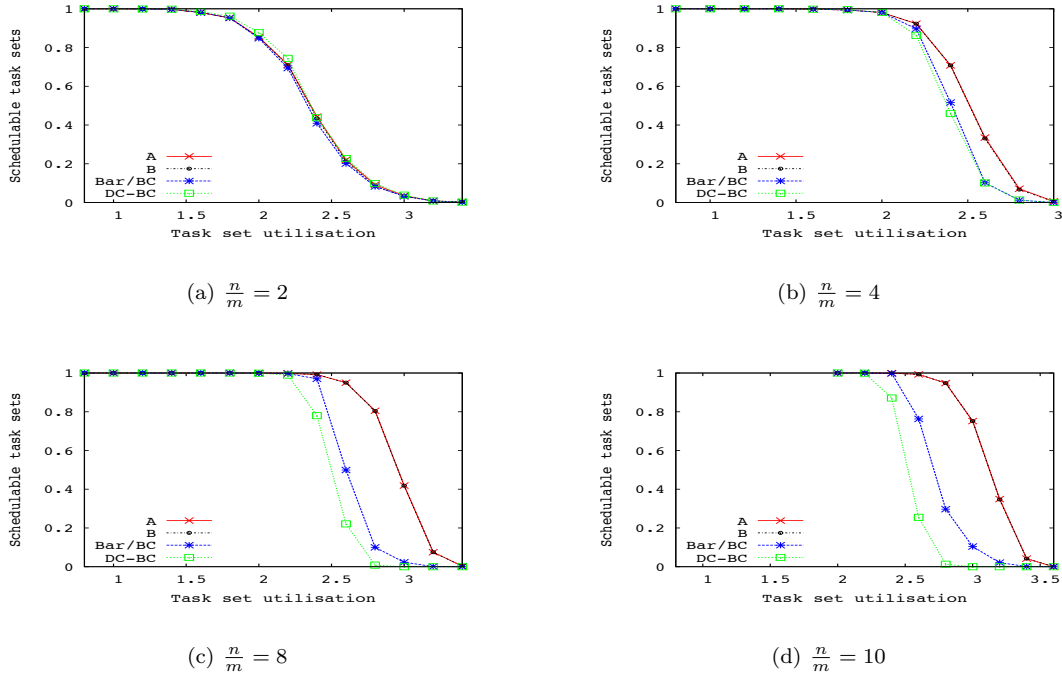 Schedulable task sets
1
0.8
0.6
0.4
0.2
0
A
B
Bar/BC
DC-BC
1 1.5 2 2.5 3
Task set utilisation
(a) n/m = 2
Schedulable task sets
1
0.8
0.6
0.4
0.2
0
A
B
Bar/BC
DC-BC
1 1.5 2 2.5 3
Task set utilisation
(b) n/m = 4
Schedulable task sets
1
0.8
0.6
0.4
0.2
0
A
B
Bar/BC
DC-BC
1 1.5 2 2.5 3
Task set utilisation
(c) n/m = 8
Schedulable task sets
1
0.8
0.6
0.4
0.2
0
A
B
Bar/BC
DC-BC
1 1.5 2 2.5 3 3.5
Task set utilisation
(d) n/m = 10